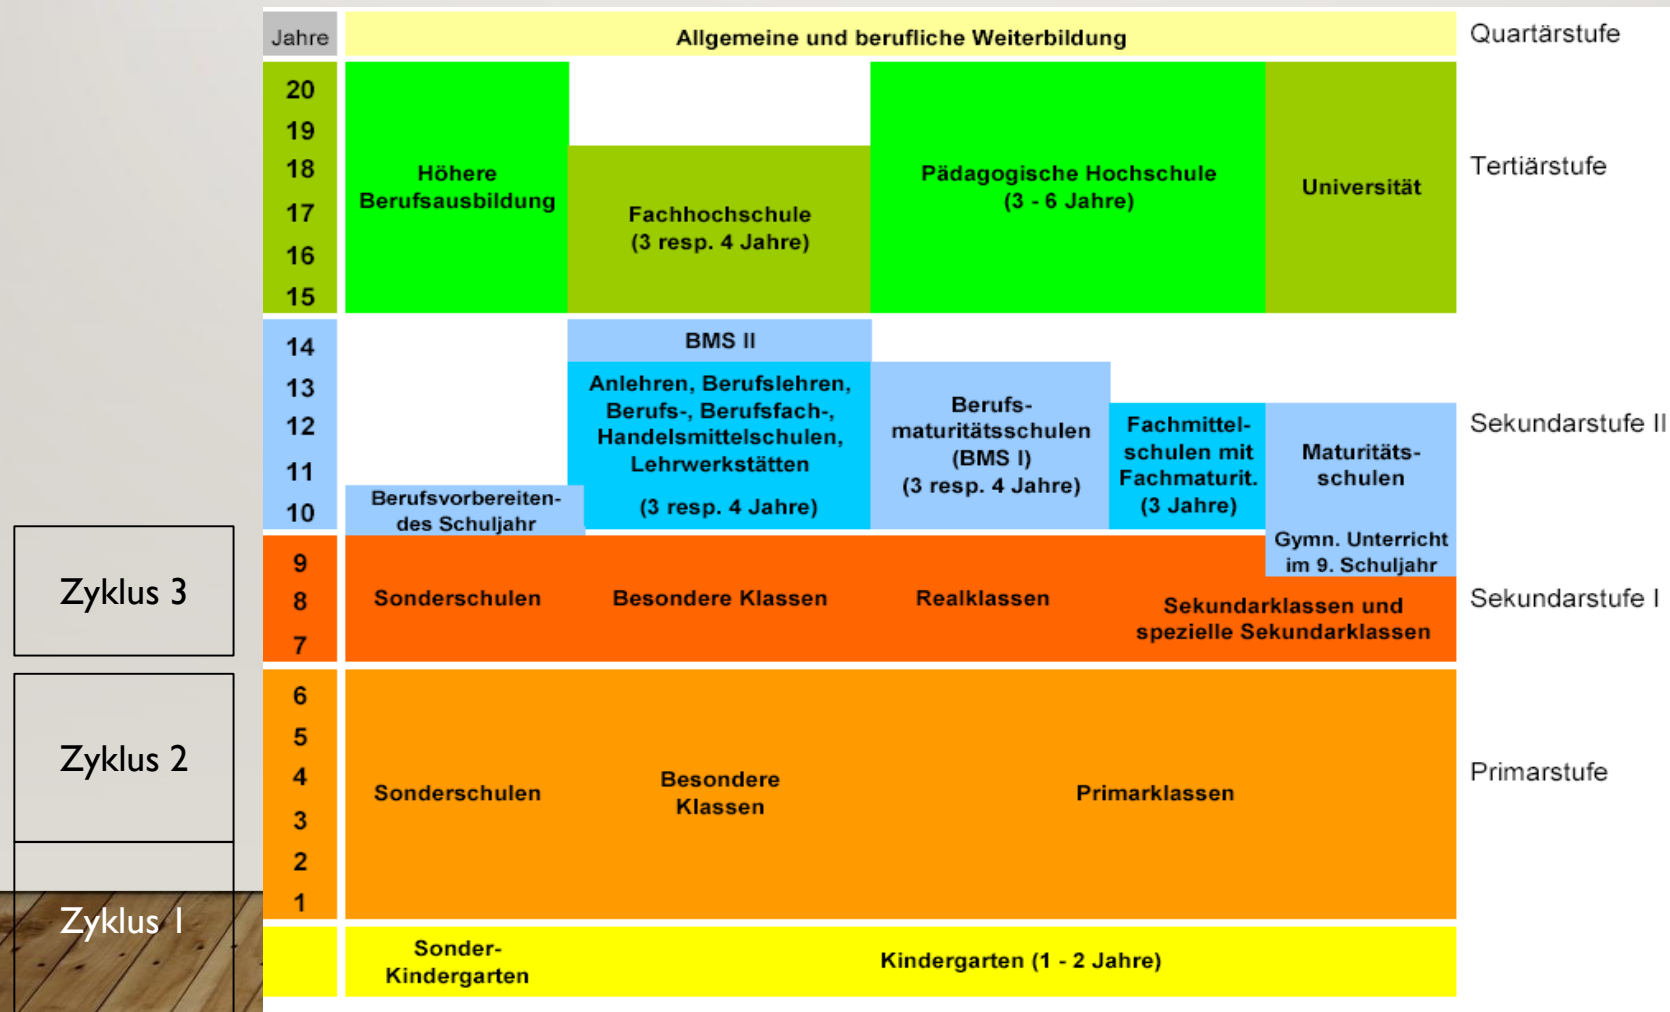 Jahre
Allgemeine und berufliche Weiterbildung
Quartärstufe
20
19
18
17
16
15
Höhere
Berufsausbildung
Fachhochschule
(3 resp. 4 Jahre)
Pädagogische Hochschule
(3 - 6 Jahre)
Universität
Tertiärstufe
14
13
12
11
10
BMS II
Anlehren, Berufslehren,
Berufs-, Berufsfach-,
Handelsmittelschulen,
Lehrwerkstätten
(3 resp. 4 Jahre)
Berufsvorbereiten-
des Schuljahr
Berufs-
maturitätsschulen
(BMS I)
(3 resp. 4 Jahre)
Fachmittel-
schulen mit
Fachmaturit.
(3 Jahre)
Maturitäts-
schulen
Gymn. Unterricht
im 9. Schuljahr
Sekundarstufe II
Zyklus 3
9
8
7
Sonderschulen
Besondere Klassen
Realklassen
Sekundarklassen und
spezielle Sekundarklassen
Sekundarstufe I
Zyklus 2
6
5
4
3
2
1
Sonderschulen
Besondere
Klassen
Primarklassen
Primarstufe
Zyklus 1
Sonder-
Kindergarten
Kindergarten (1 - 2 Jahre)